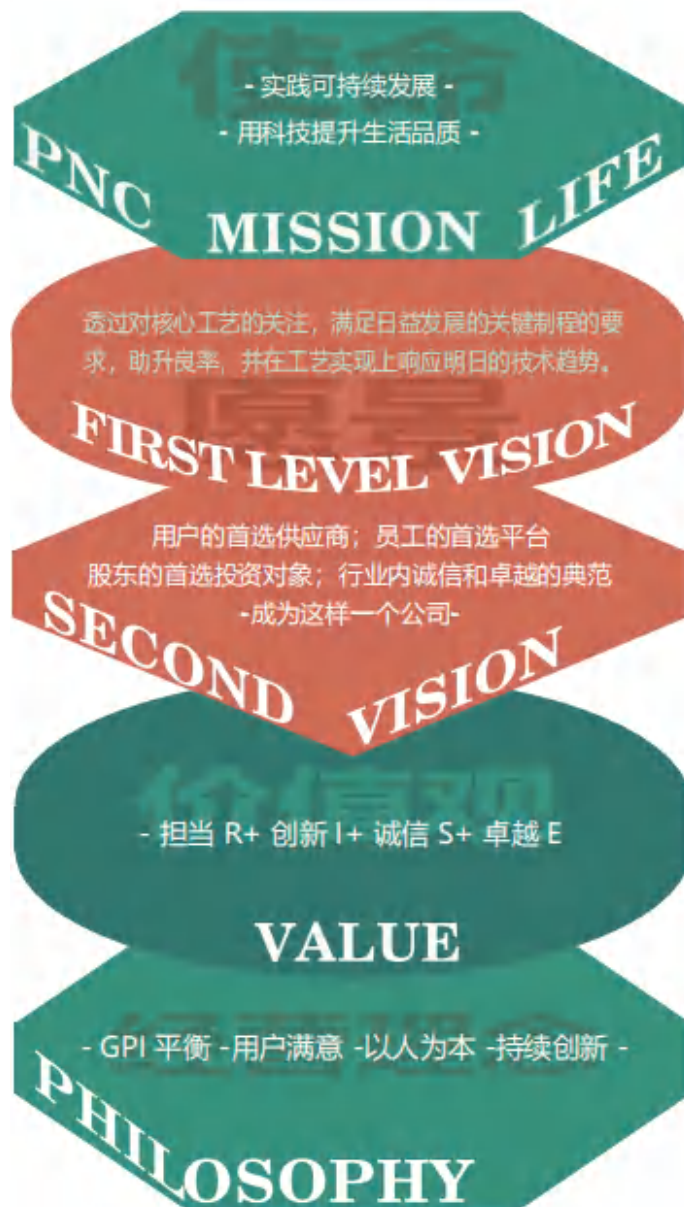 使命
- 实践可持续发展 -
- 用科技提升生活品质 -
PNC MISSION LIFE
透过对核心工艺的关注，满足日益发展的关键制程的要
求，助升良率，并在工艺实现上响应明日的技术趋势。
愿景
FIRST LEVEL VISION
用户的首选供应商；员工的首选平台
股东的首选投资对象；行业内诚信和卓越的典范
-成为这样一个公司-
SECOND VISION
价值观
- 担当 R+ 创新 I+ 诚信 S+ 卓越 E
VALUE
- GPI 平衡 -用户满意 -以人为本 -持续创新 -
PHILOSOPHY